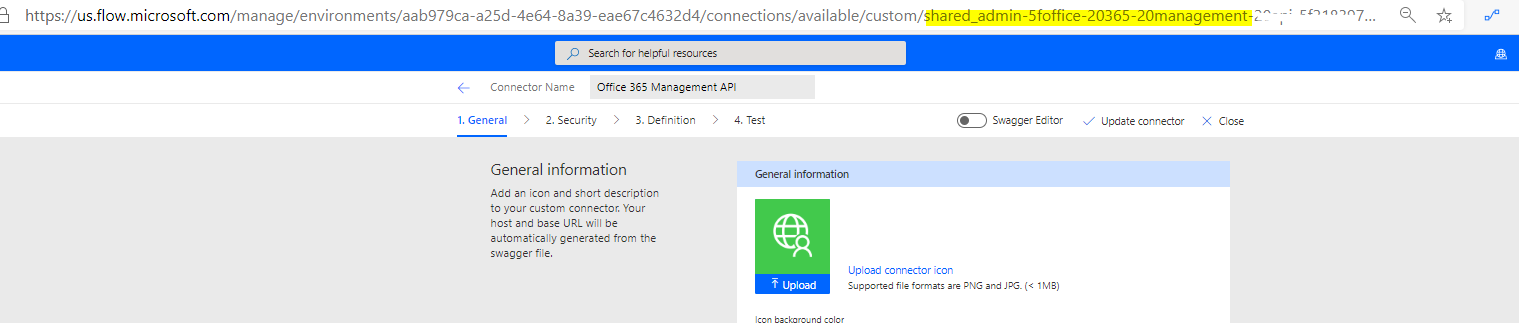 https://us.flow.microsoft.com/manage/environments/aab979ca-a25d-4e64-8a39-eae67c4632d4/connections/available/custom/shared_admin-5foffice-20365-20management-
Search for helpful resources
Connector Name Office 365 Management API
1. General 2. Security 3. Definition 4. Test Swagger Editor Update connector Close
General information
Add an icon and short description
to your custom connector. Your
host and base URL will be
automatically generated from the
swagger file.
General information
Upload
Upload connector icon
Supported file formats are PNG and JPG. (< 1MB)
Icon background color